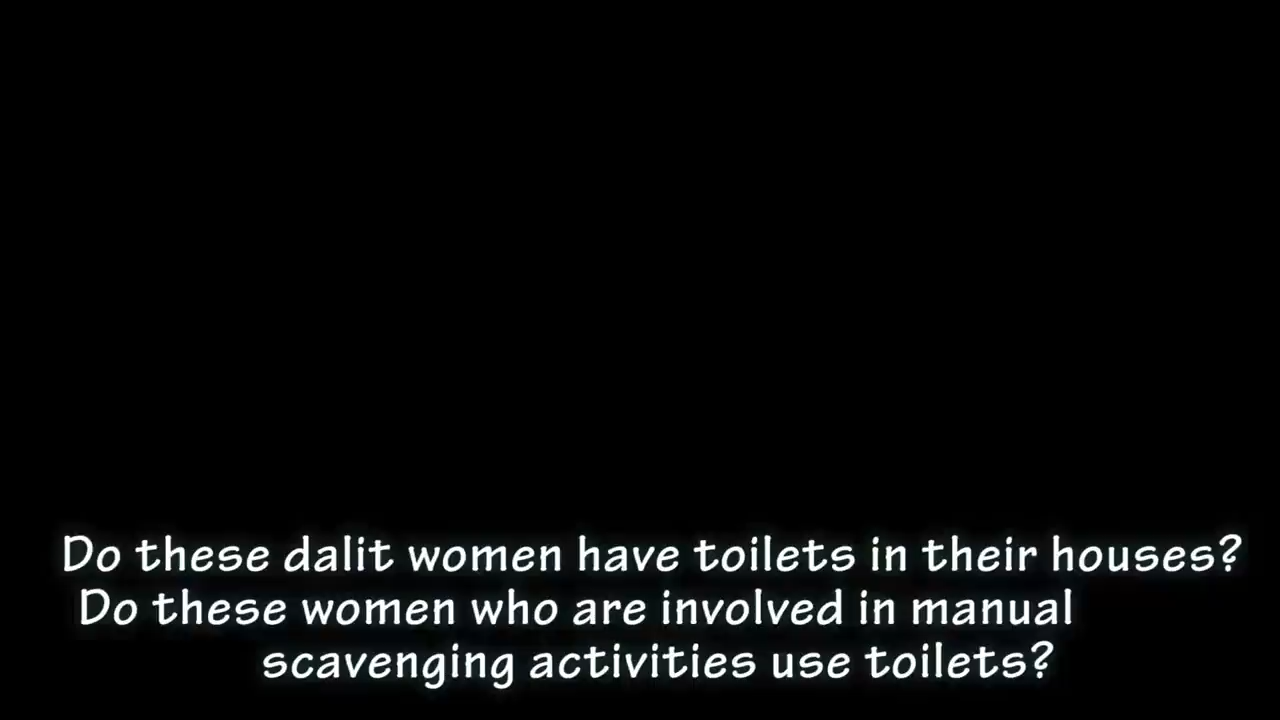 Do these dalit women have toilets in their houses?
Do these women who are involved in manual
scavenging activities use toilets?